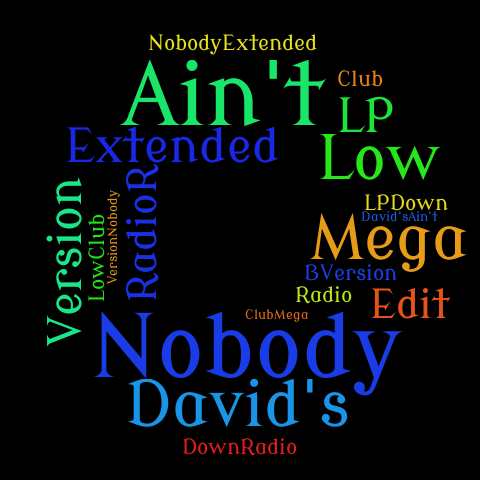 NobodyExtended
Ain't
Club
LP
Extended
Low
RadioR
Version
LowClub
VersionNobody
LPDown
David'sAin't
Mega
BVersion
Radio
Edit
ClubMega
Nobody
David's
DownRadio